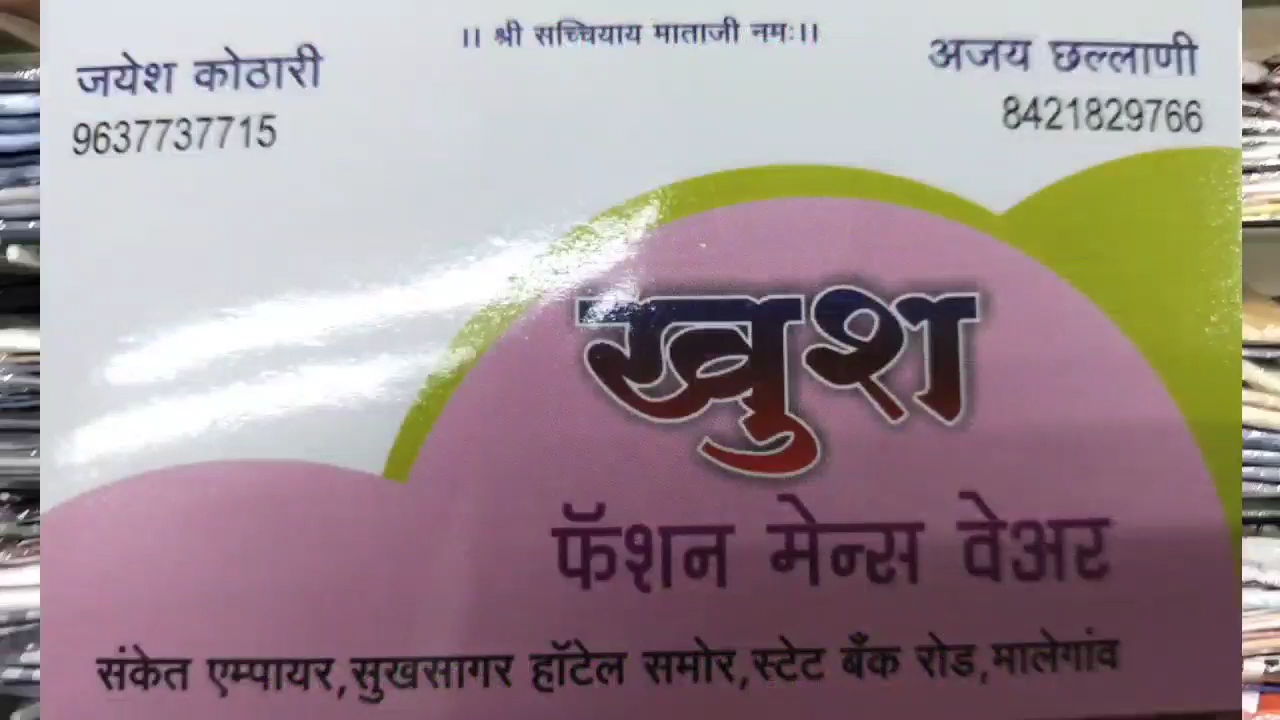 ।। श्री सच्चियाय माताजी नमः।।
जयेश कोठारी
9637737715
अजय छल्लाणी
8421829766
खुश
फॅशन मेन्स वेअर
संकेत एम्पायर,सुखसागर हॉटेल समोर,स्टेट बँक रोड,मालेगांव